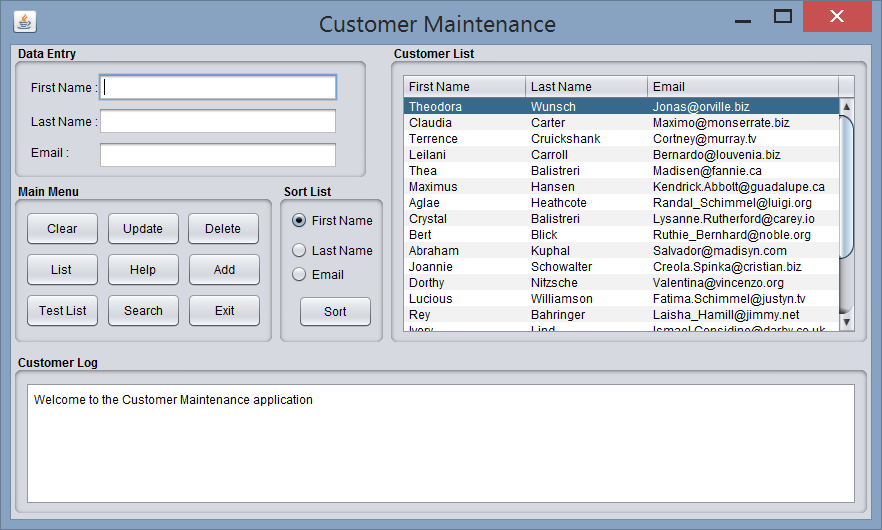 Customer Maintenance
Data Entry
First Name :
Last Name :
Email :
Main Menu
Clear Update Delete
List Help Add
Test List Search Exit
Sort List
First Name
Last Name
Email
Sort
Customer List
First Name Last Name Email
Theodora Wunsch Jonas@orville.biz
Claudia Carter Maximo@monserrate.biz
Terrence Cruickshank Cortney@murray.tv
Leilani Carroll Bernardo@louvenia.biz
Thea Balistreri Madisen@fannie.ca
Maximus Hansen Kendrick.Abbott@guadalupe.ca
Aglae Heathcote Randal_Schimmel@luigi.org
Crystal Balistreri Lysanne.Rutherford@carey.io
Bert Blick Ruthie_Bernhard@noble.org
Abraham Kuphal Salvador@madisyn.com
Joannie Schowalter Creola.Spinka@cristian.biz
Dorthy Nitzsche Valentina@vincenzo.org
Lucious Williamson Fatima.Schimmel@justyn.tv
Rey Bahringer Laisha_Hamill@jimmy.net
Ivory Lind Ismael.Considine@darby.co.uk
Customer Log
Welcome to the Customer Maintenance application